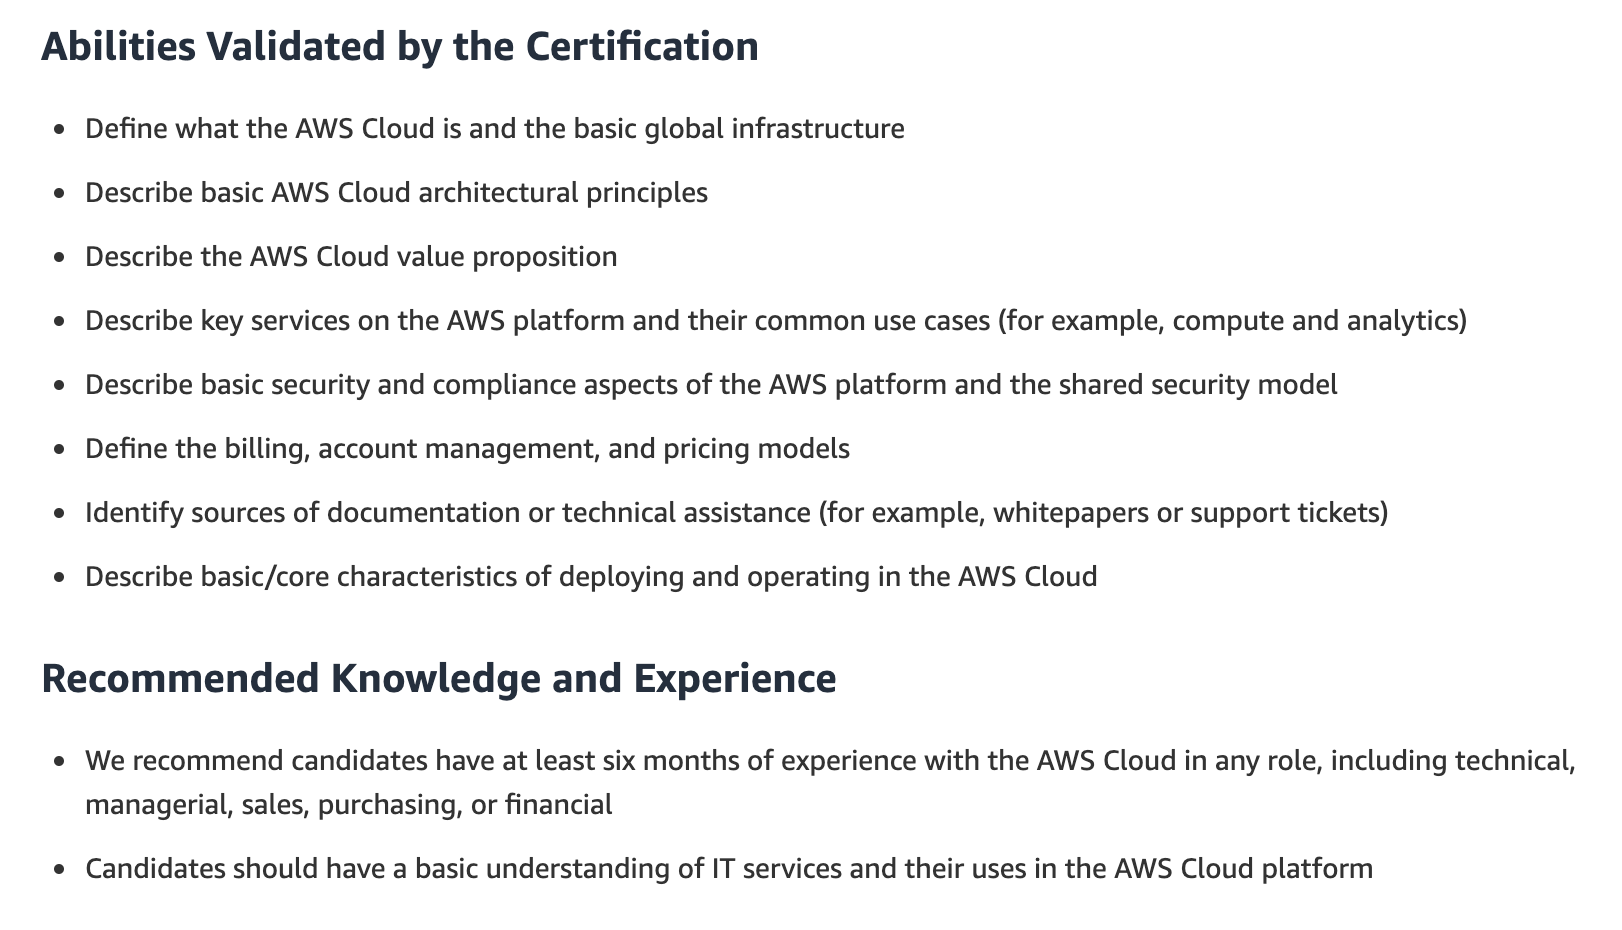 Abilities Validated by the Certification
• Define what the AWS Cloud is and the basic global infrastructure
• Describe basic AWS Cloud architectural principles
• Describe the AWS Cloud value proposition
• Describe key services on the AWS platform and their common use cases (for example, compute and analytics)
• Describe basic security and compliance aspects of the AWS platform and the shared security model
• Define the billing, account management, and pricing models
• Identify sources of documentation or technical assistance (for example, whitepapers or support tickets)
• Describe basic/core characteristics of deploying and operating in the AWS Cloud
Recommended Knowledge and Experience
• We recommend candidates have at least six months of experience with the AWS Cloud in any role, including technical,
managerial, sales, purchasing, or financial
• Candidates should have a basic understanding of IT services and their uses in the AWS Cloud platform